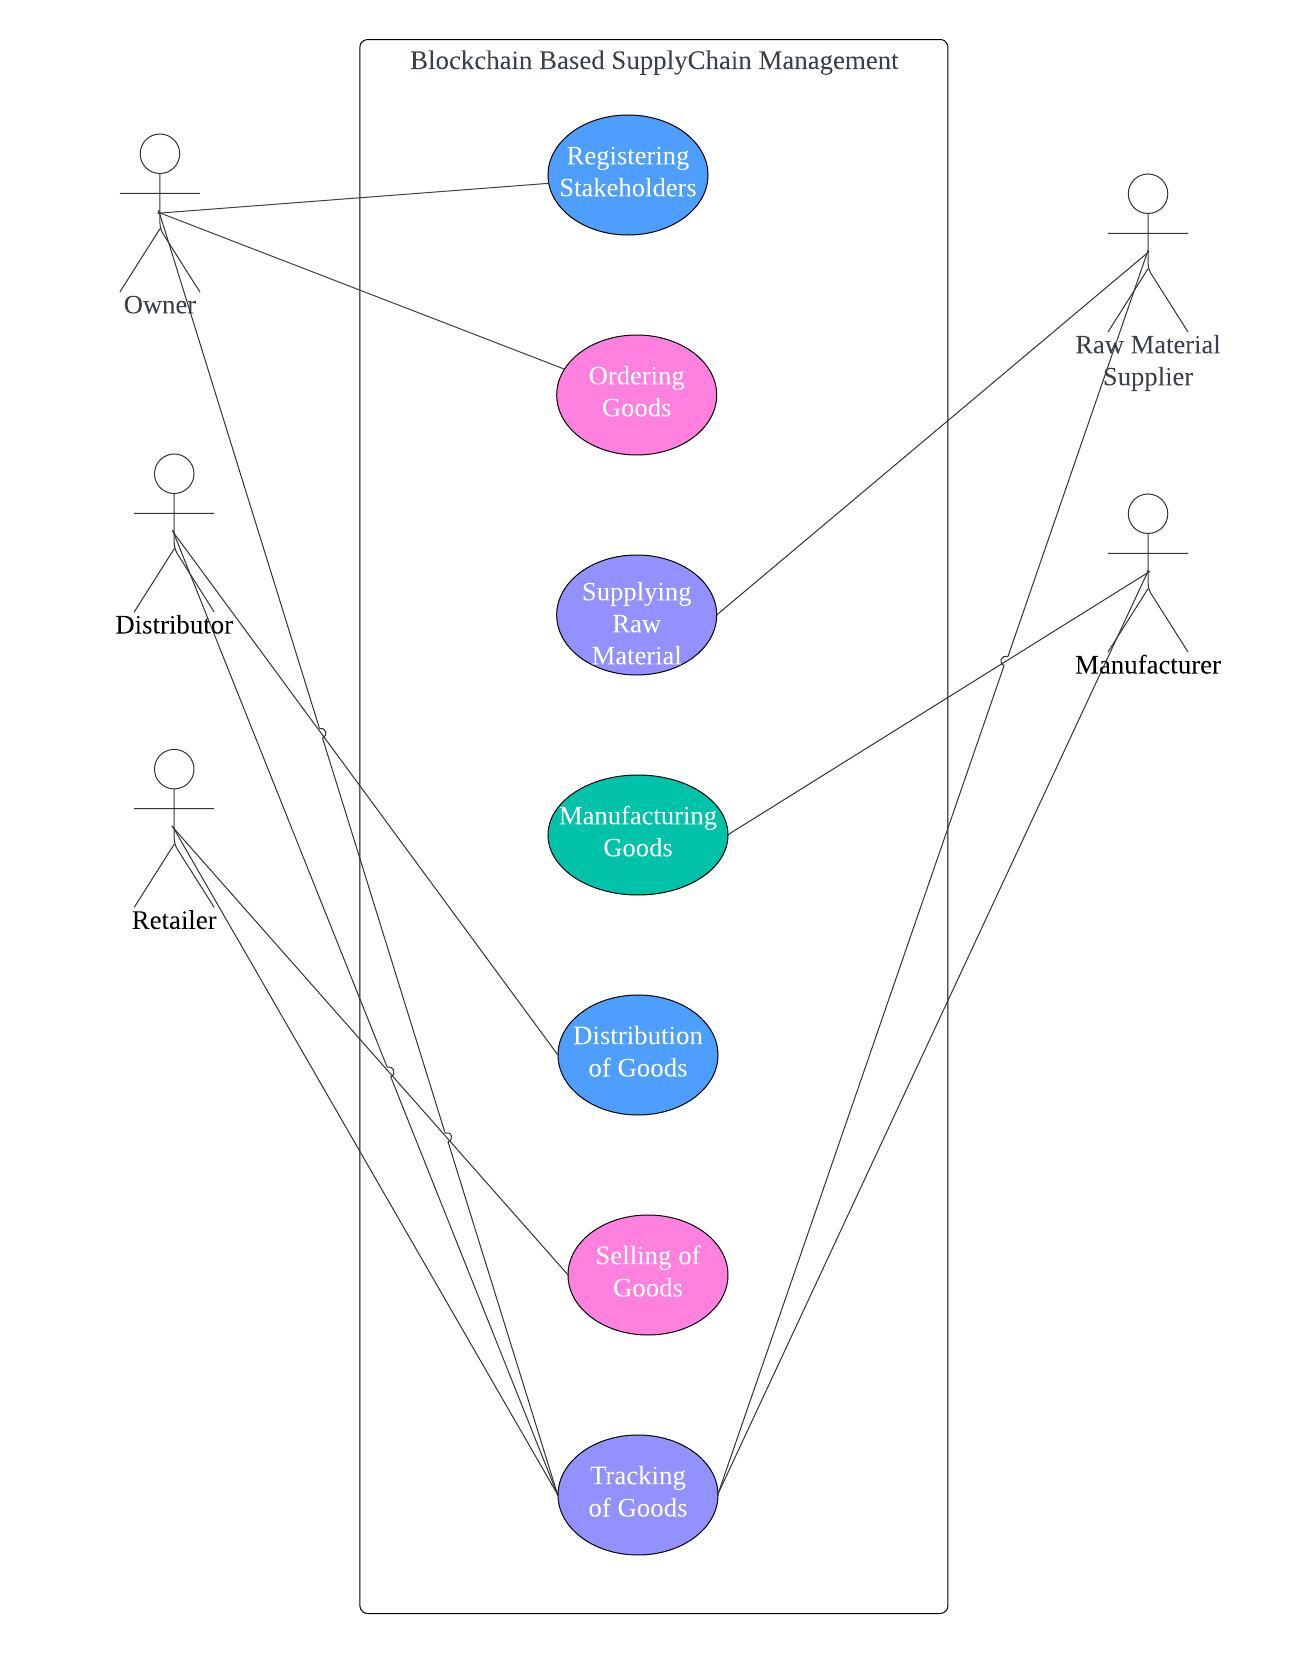 Blockchain Based SupplyChain Management
Registering
Stakeholders
Owner
Raw Material
Supplier
Ordering
Goods
Distributor
Supplying
Raw
Material
Manufacturer
Manufacturing
Goods
Retailer
Distribution
of Goods
Selling of
Goods
Tracking
of Goods